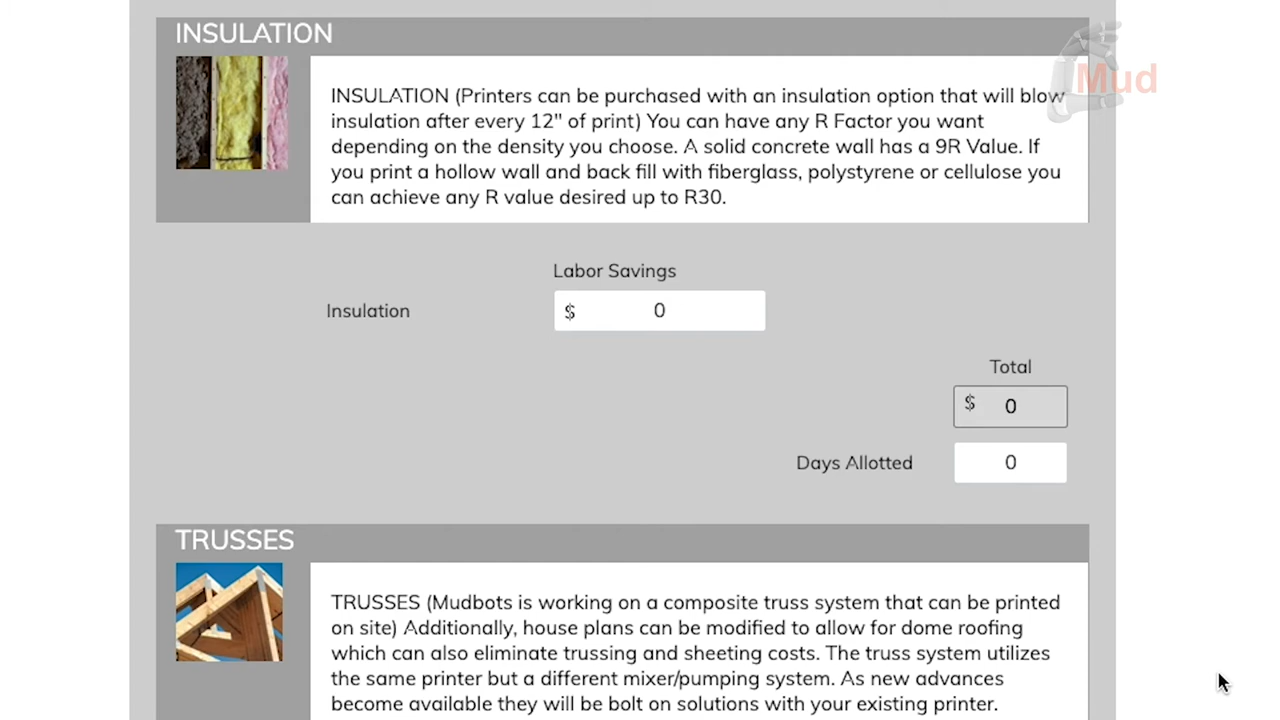 INSULATION
Mud
INSULATION (Printers can be purchased with an insulation option that will blow
insulation after every 12" of print) You can have any R Factor you want
depending on the density you choose. A solid concrete wall has a 9R Value. If
you print a hollow wall and back fill with fiberglass, polystyrene or cellulose you
can achieve any R value desired up to R30.
Labor Savings
Insulation $ 0
Total
$ 0
Days Allotted 0
TRUSSES
TRUSSES (Mudbots is working on a composite truss system that can be printed
on site) Additionally, house plans can be modified to allow for dome roofing
which can also eliminate trussing and sheeting costs. The truss system utilizes
the same printer but a different mixer/pumping system. As new advances
become available they will be bolt on solutions with your existing printer.